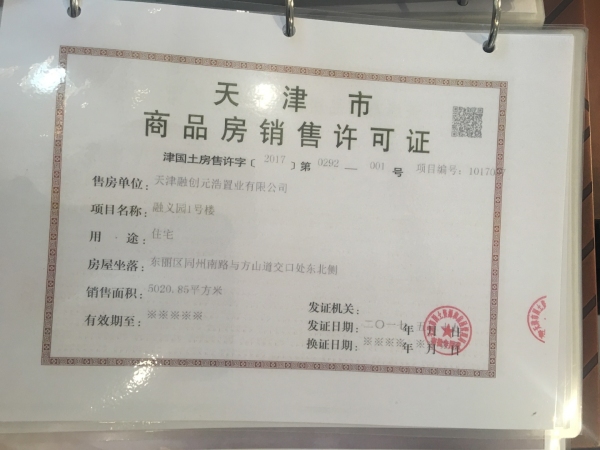 天津市
商品房销售许可证
津国土房售许字〔2017〕第0292—001号 项目编号:1017
售房单位:天津融创元浩置业有限公司
项目名称:融义园1号楼
用途:住宅
房屋坐落:东丽区同州南路与方山道交口处东北侧
销售面积:5020.85平方米
有效期至:※※※※※
发证机关:
发证日期:二〇一七年 月 日
换证日期:※※※※年 月 日